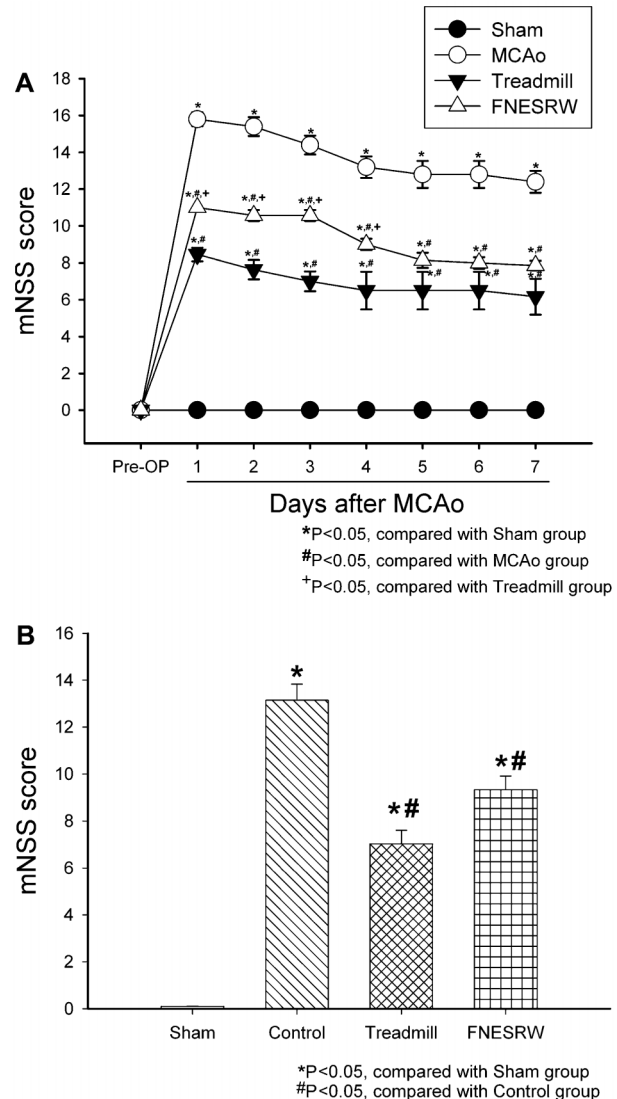 Sham
MCAo
Treadmill
FNESRW
A
18
16
14
12
10
8
6
4
2
0
mNSS score
* * * * * * *
*,#,+ *,#,+ *,#,+ *,#,+ *,# *,# *,#
*,# *,# *,# *,# *,# *,# *,#
Pre-OP 1 2 3 4 5 6 7
Days after MCAo
*P<0.05, compared with Sham group
#P<0.05, compared with MCAo group
+P<0.05, compared with Treadmill group
B
16
14
12
10
8
6
4
2
0
mNSS score
*
*#
*#
Sham Control Treadmill FNESRW
*P<0.05, compared with Sham group
#P<0.05, compared with Control group